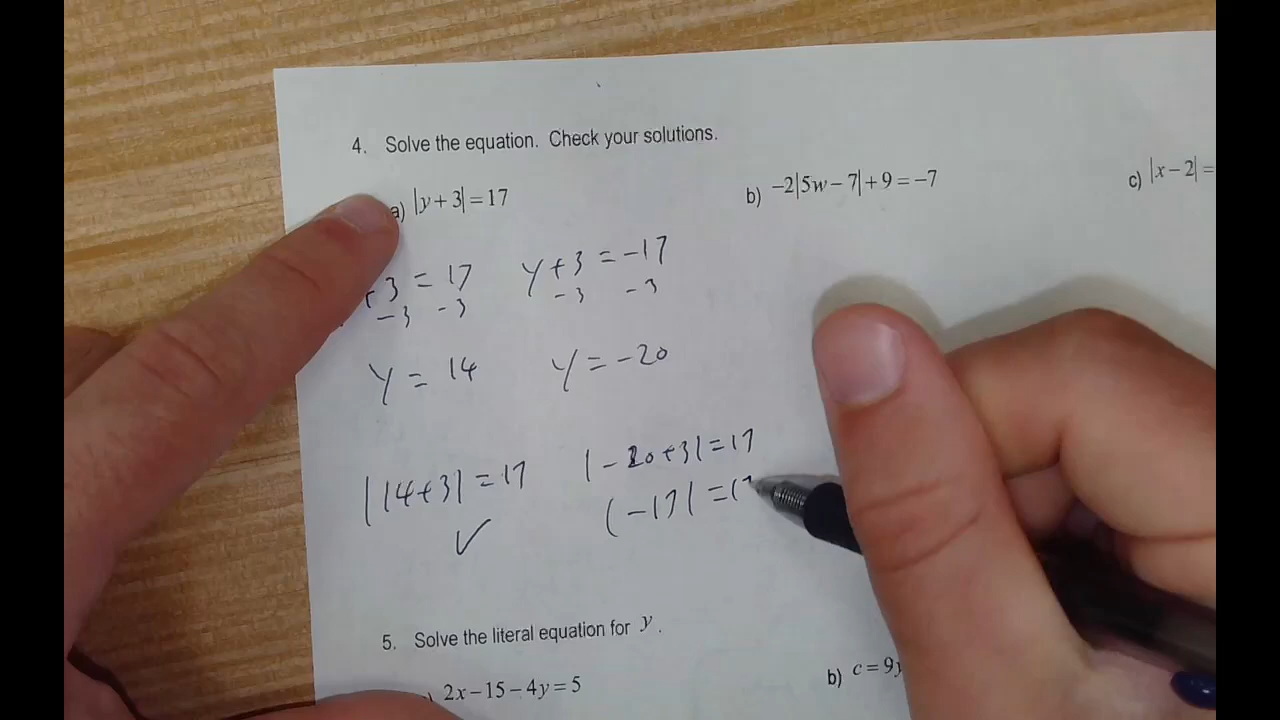 4. Solve the equation. Check your solutions.
a) |y + 3| = 17
b) -2|5w - 7| + 9 = -7
c) |x - 2| =
+ 3 = 17
y + 3 = -17
-3 -3
-3 -3
y = 14
y = -20
|14+3| = 17
|-20+3| = 17
✓
|-17| = 17
5. Solve the literal equation for y.
2x - 15 - 4y = 5
b) c = 9y